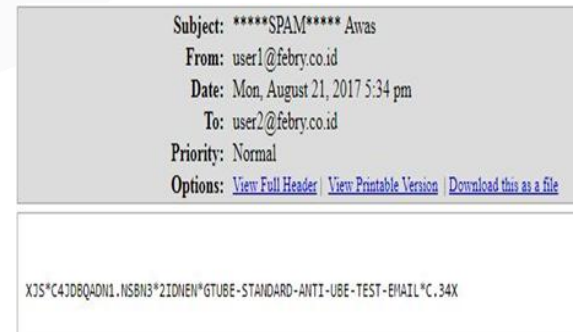 Subject: *****SPAM***** Awas
From: user1@febry.co.id
Date: Mon, August 21, 2017 5:34 pm
To: user2@febry.co.id
Priority: Normal
Options: View Full Header | View Printable Version | Download this as a file
XJS*C4JDBQADN1.NSBN3*2IDNEN*GTUBE-STANDARD-ANTI-UBE-TEST-EMAIL*C.34X